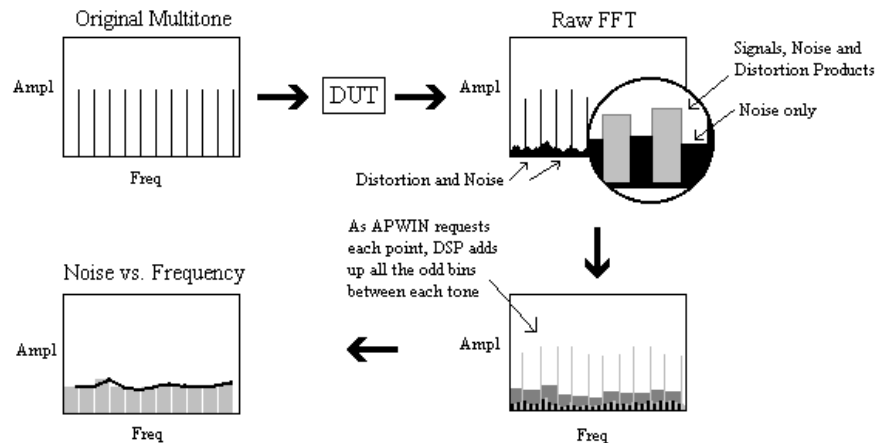 Original Multitone
Ampl
Freq
DUT
Raw FFT
Ampl
Signals, Noise and
Distortion Products
Noise only
Distortion and Noise
As APWIN requests
each point, DSP adds
up all the odd bins
between each tone
Ampl
Freq
Noise vs. Frequency
Ampl
Freq